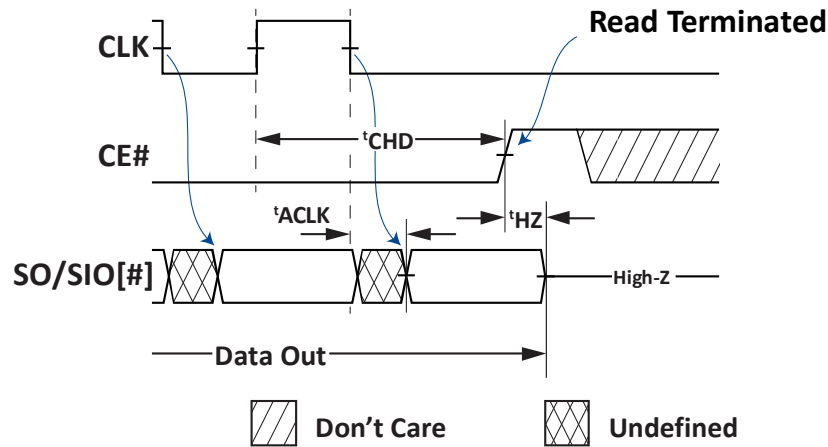 Read Terminated
CLK
tCHD
CE#
tACLK
tHZ
SO/SIO[#]
High-Z
Data Out
Don't Care
Undefined